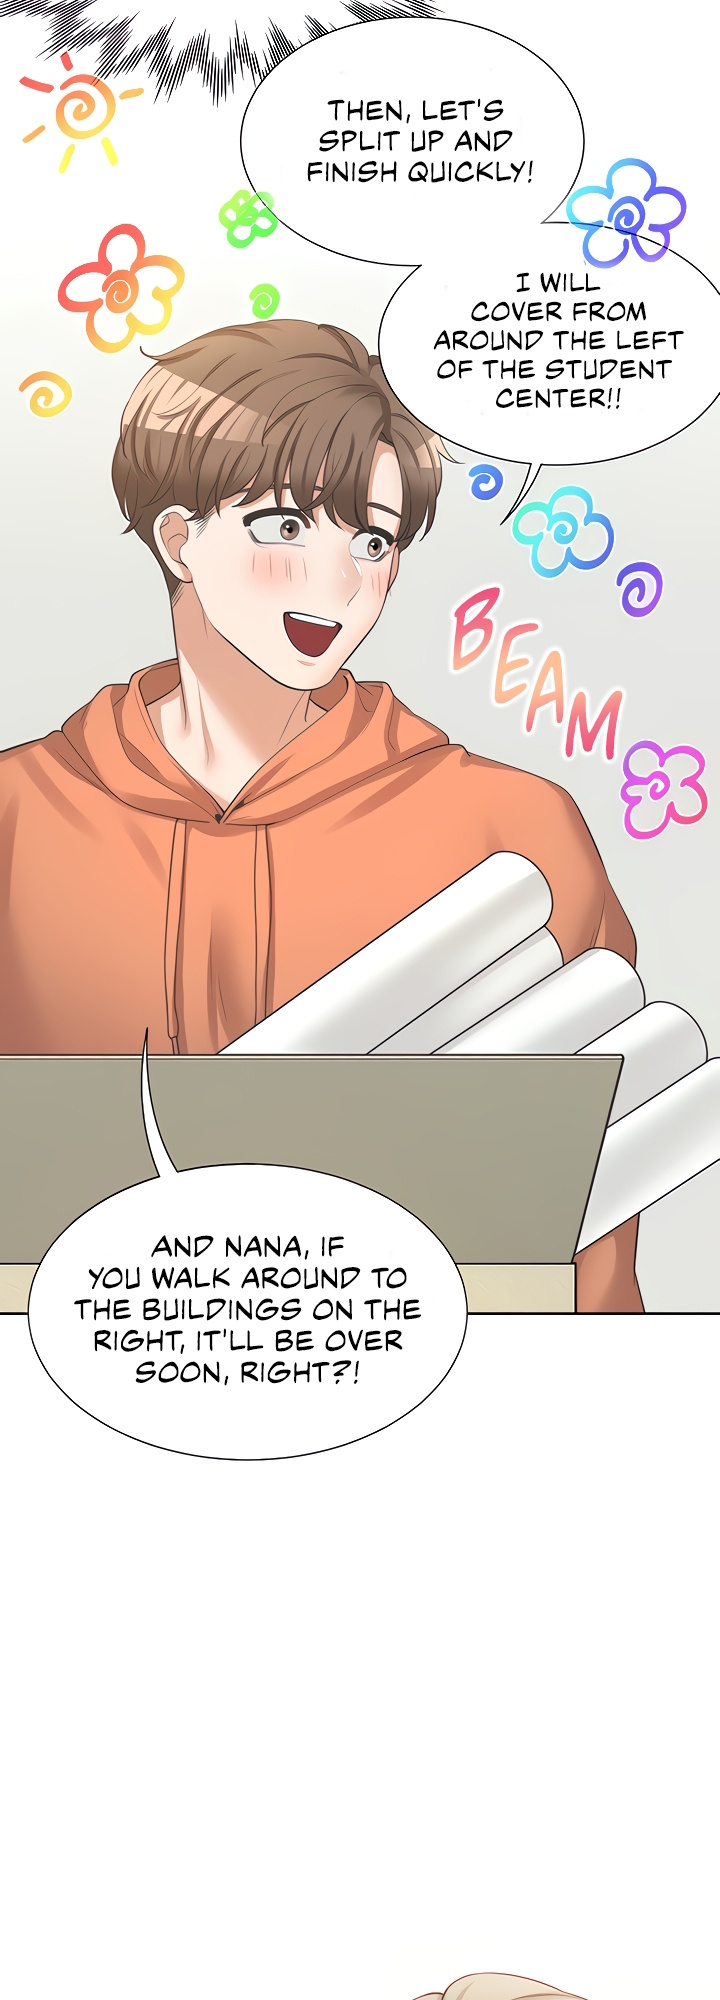 THEN, LET'S
SPLIT UP AND
FINISH QUICKLY!
I WILL
COVER FROM
AROUND THE LEFT
OF THE STUDENT
CENTER!!
BEAM
AND NANA, IF
YOU WALK AROUND TO
THE BUILDINGS ON THE
RIGHT, IT'LL BE OVER
SOON, RIGHT?!